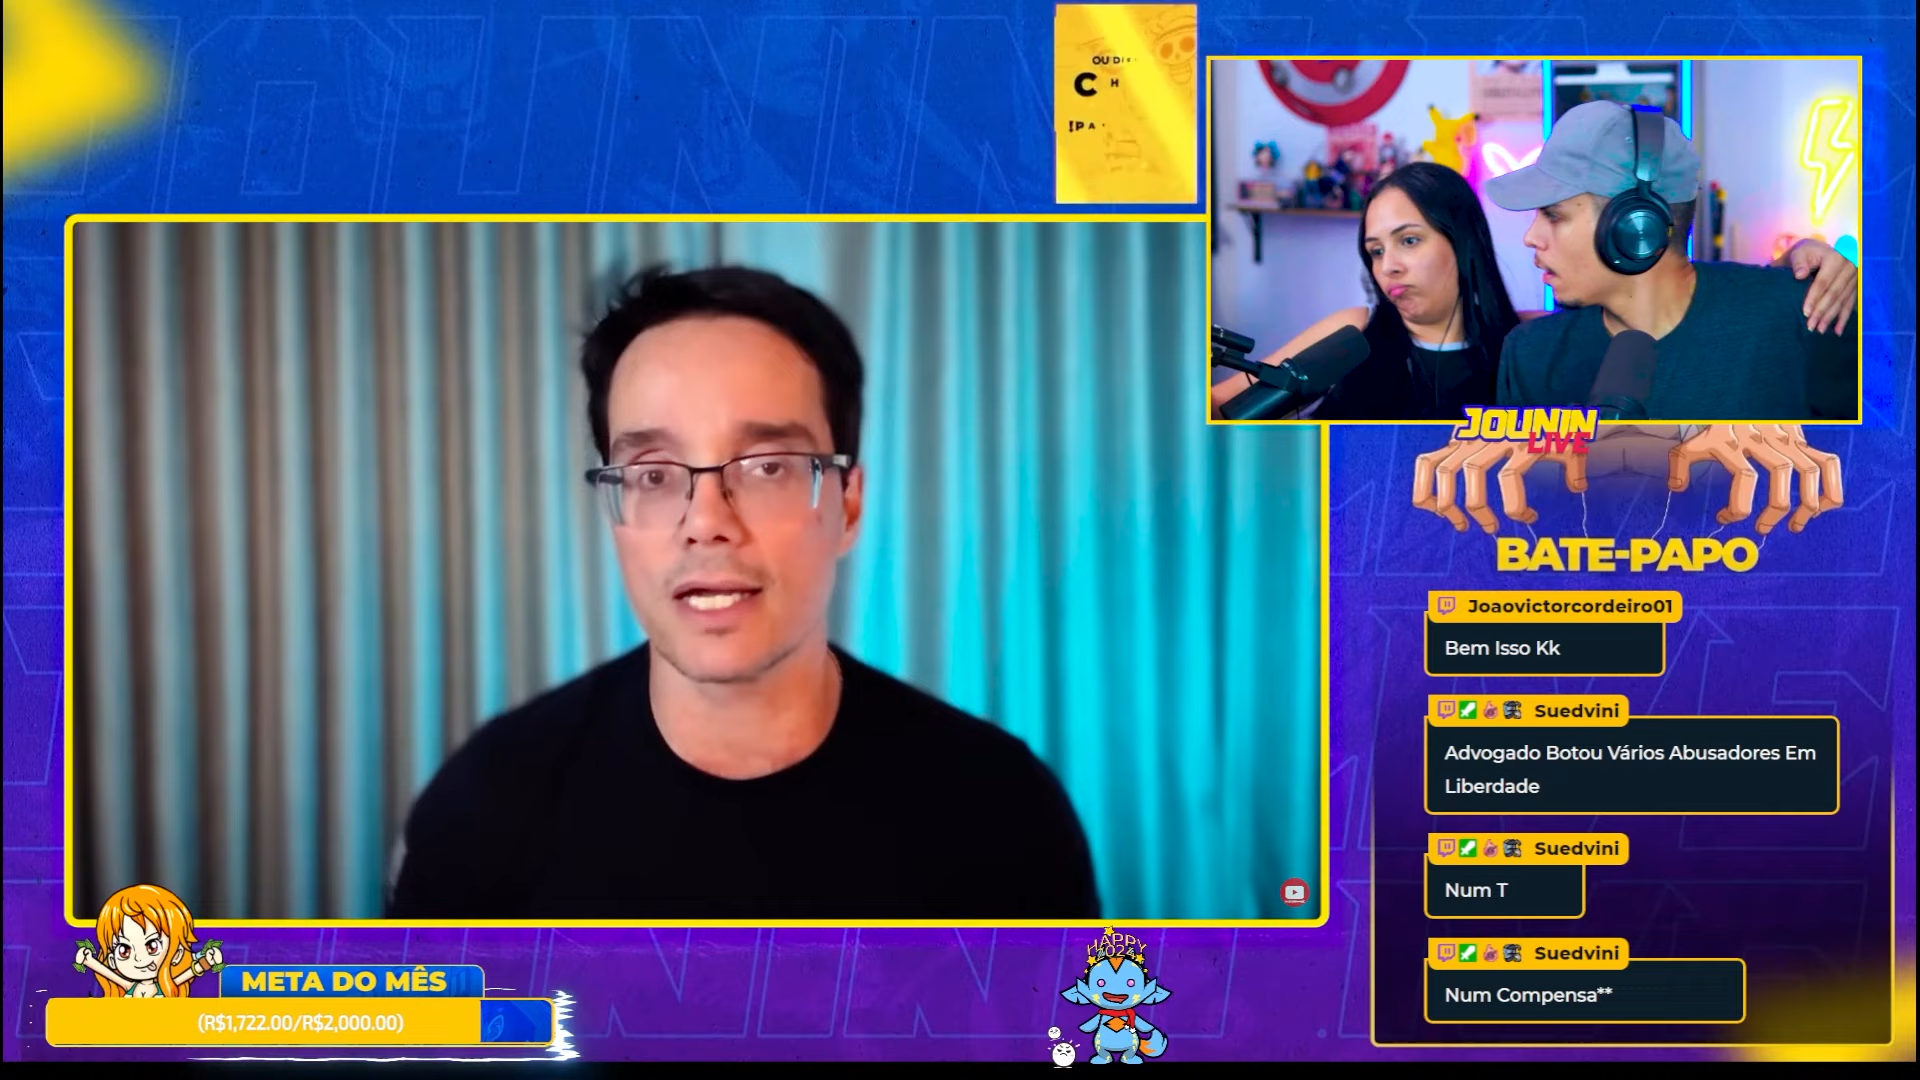 OU DI
C H
!PA
JOUNIN
LIVE
BATE-PAPO
Joaovictorcordeiro01
Bem Isso Kk
Suedvini
Advogado Botou Vários Abusadores Em
Liberdade
Suedvini
Num T
Suedvini
Num Compensa**
HAPPY
2024
META DO MÊS
(R$1,722.00/R$2,000.00)